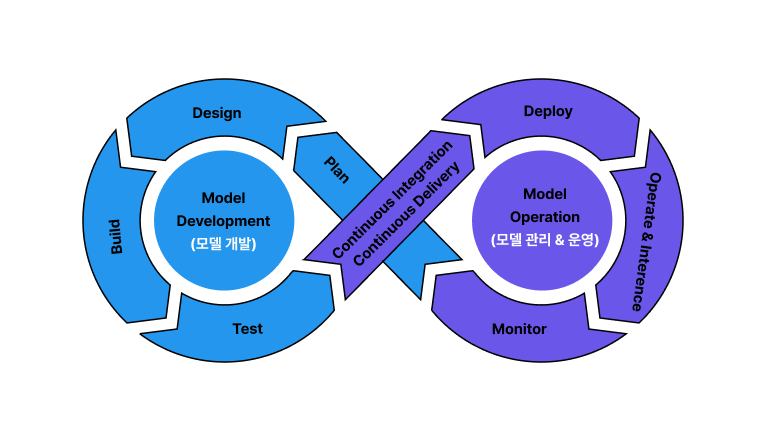 Design
Deploy
Plan
Continuous Integration
Continuous Delivery
Model
Development
(모델 개발)
Model
Operation
(모델 관리 & 운영)
Build
Operate & Interence
Test
Monitor